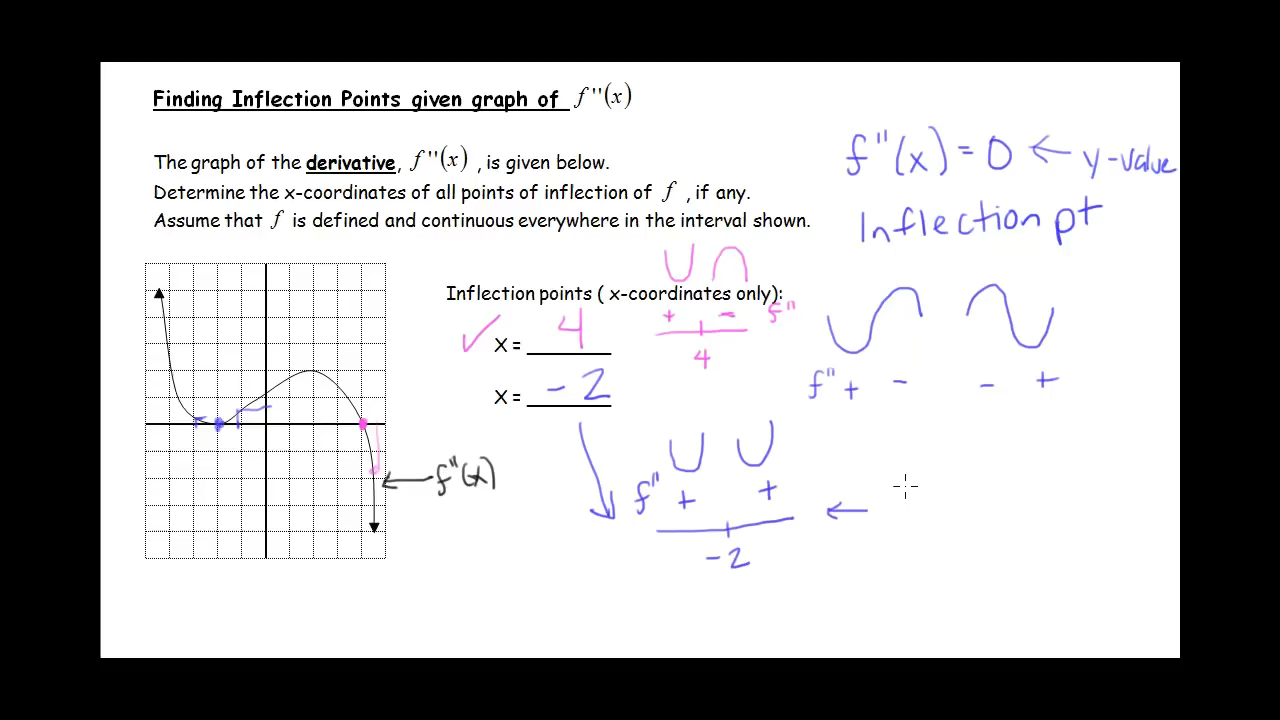 Finding Inflection Points given graph of f ''(x)
The graph of the derivative, f ''(x) , is given below.
Determine the x-coordinates of all points of inflection of f , if any.
Assume that f is defined and continuous everywhere in the interval shown.
f''(x) = 0 ← y-value
Inflection pt
Inflection points ( x-coordinates only):
+ - f''
4
✓ X = 4
X = -2
f'' + - - +
← f''(x)
f'' + + ←
-2